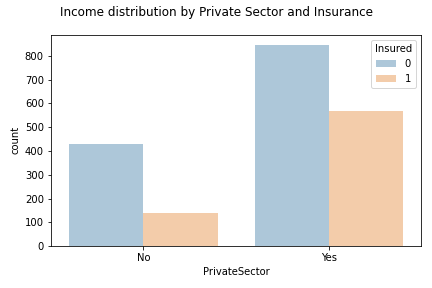 Income distribution by Private Sector and Insurance
Insured
0
1
800
700
600
500
400
300
200
100
0
count
No
Yes
PrivateSector